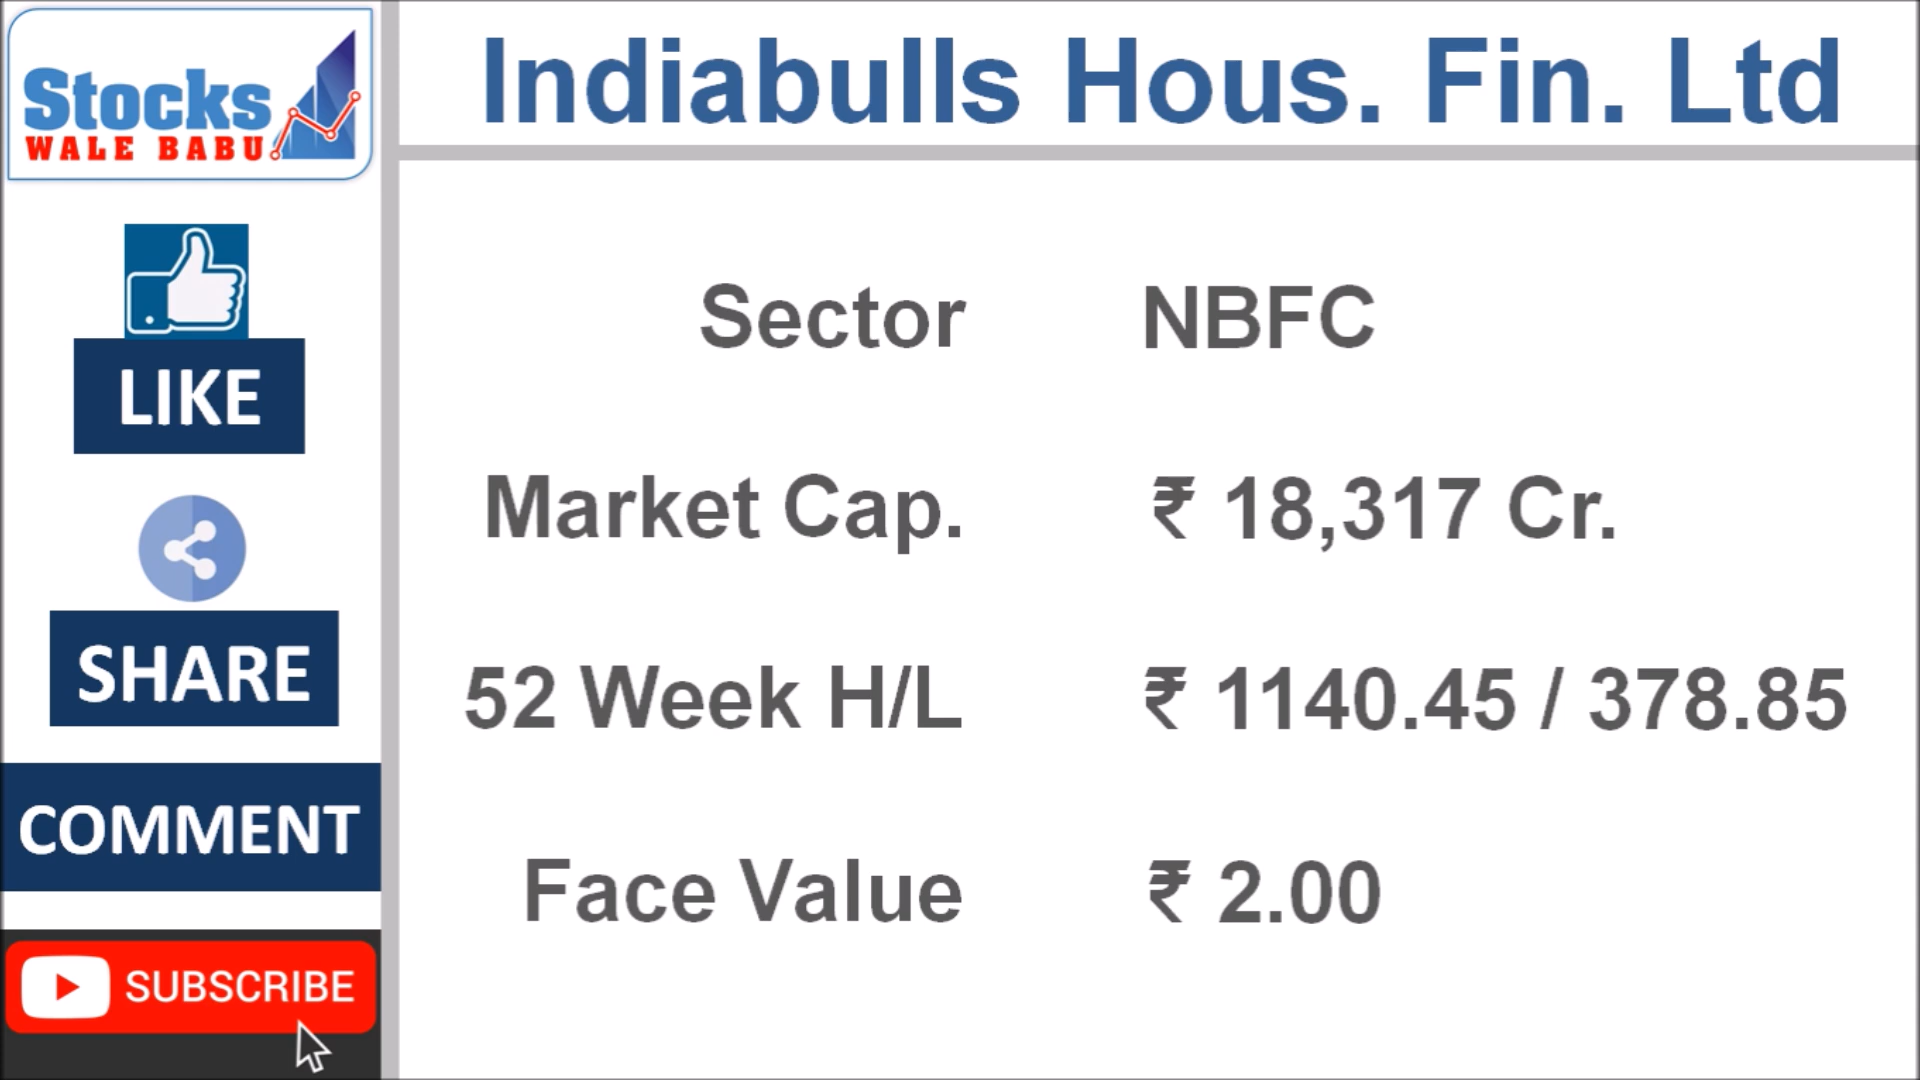 Stocks
WALE BABU
LIKE
SHARE
COMMENT
SUBSCRIBE
Indiabulls Hous. Fin. Ltd
Sector NBFC
Market Cap. ₹ 18,317 Cr.
52 Week H/L ₹ 1140.45 / 378.85
Face Value ₹ 2.00